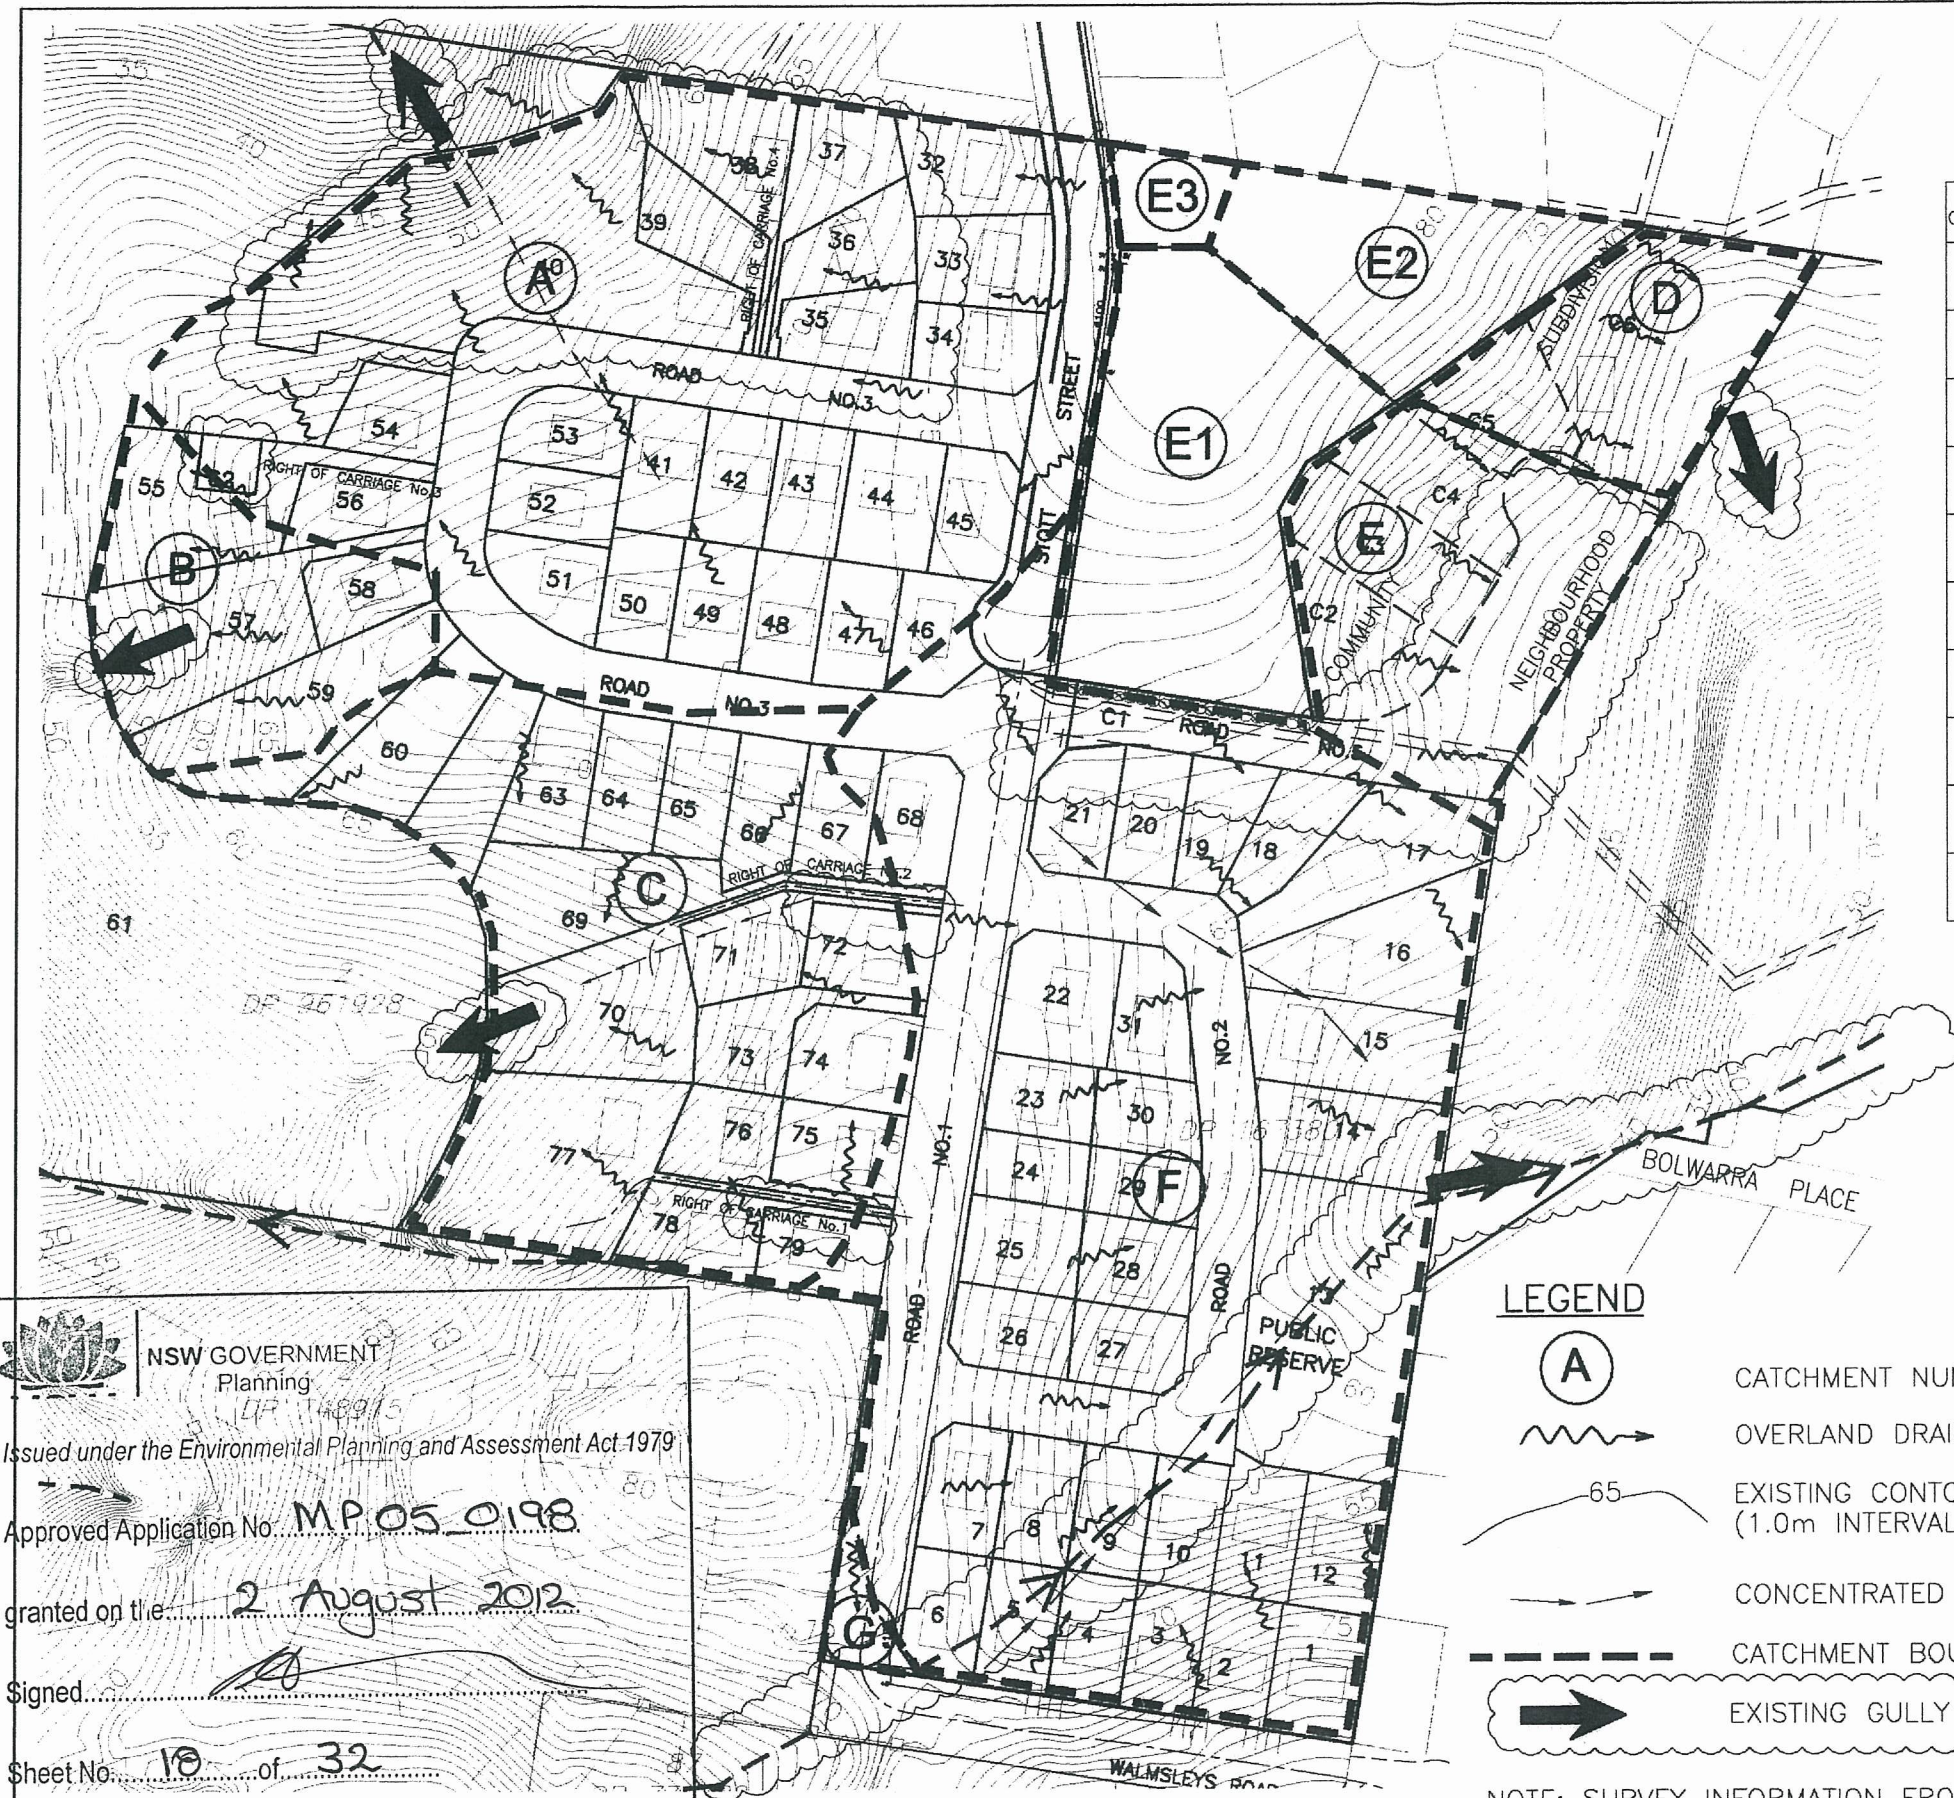 E3
E2
E1
D
A
B
E
C
F
G
38
37
32
39
36
33
35
34
RIGHT OF CARRIAGE No.4
ROAD
NO.3
STREET
STOTT
80
SUBDIVISION
C6
C5
C4
C2
C1
COMMUNITY
NEIGHBOURHOOD
PROPERTY
54
53
41
42
43
44
45
55
RIGHT OF CARRIAGE No.3
56
52
51
50
49
48
47
46
58
57
59
60
ROAD
NO.3
ROAD
63
64
65
66
67
68
21
20
19
18
17
RIGHT OF CARRIAGE No.2
69
61
71
72
70
73
74
DP 961928
22
31
16
15
NO.2
23
30
14
77
76
75
NO.1
24
29
RIGHT OF CARRIAGE No.1
78
79
25
28
ROAD
ROAD
26
27
PUBLIC
RESERVE
BOLWARRA PLACE
7
8
9
10
11
12
6
5
4
3
2
1
WALMSLEYS ROAD
NSW GOVERNMENT
Planning
Issued under the Environmental Planning and Assessment Act 1979
Approved Application No. MP05_0198
granted on the 2 August 2012
Signed
Sheet No. 10 of 32
LEGEND
A
CATCHMENT NU
OVERLAND DRAI
65
EXISTING CONTO
(1.0m INTERVAL
CONCENTRATED
CATCHMENT BOU
EXISTING GULLY
NOTE: SURVEY INFORMATION FRO